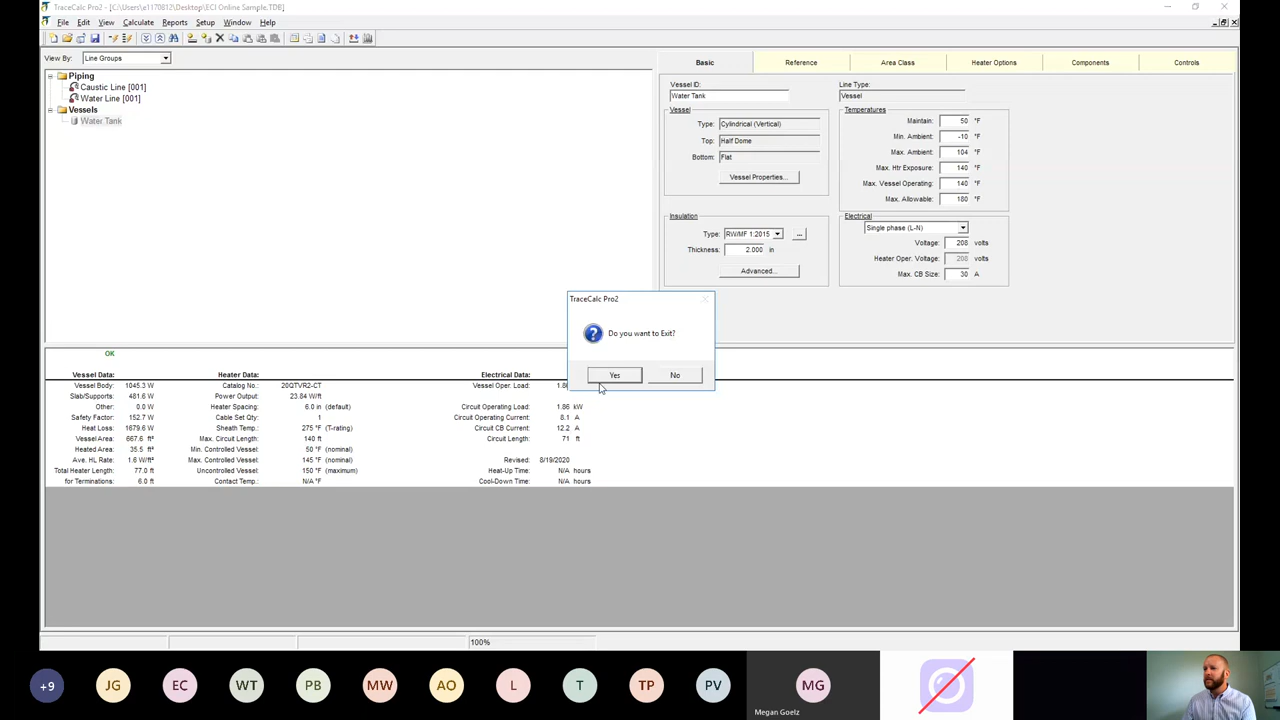 TraceCalc Pro2 - [C:\Users\e1170812\Desktop\ECI Online Sample.TDB]
File Edit View Calculate Reports Setup Window Help
View By: Line Groups
Piping
Caustic Line [001]
Water Line [001]
Vessels
Water Tank
Basic Reference Area Class Heater Options Components Controls
Vessel ID: Line Type:
Water Tank Vessel
Vessel
Type: Cylindrical (Vertical)
Top: Half Dome
Bottom: Flat
Vessel Properties...
Temperatures
Maintain: 50 °F
Min. Ambient: -10 °F
Max. Ambient: 104 °F
Max. Htr Exposure: 140 °F
Max. Vessel Operating: 140 °F
Max. Allowable: 180 °F
Insulation
Type: RW/MF 1:2015 ...
Thickness: 2.000 in
Advanced...
Electrical
Single phase (L-N)
Voltage: 208 volts
Heater Oper. Voltage: 208 volts
Max. CB Size: 30 A
TraceCalc Pro2
Do you want to Exit?
Yes No
OK
Vessel Data:
Vessel Body: 1045.3 W
Slab/Supports: 481.6 W
Other: 0.0 W
Safety Factor: 152.7 W
Heat Loss: 1679.6 W
Vessel Area: 667.6 ft²
Heated Area: 35.5 ft²
Ave. HL Rate: 1.6 W/ft²
Total Heater Length: 77.0 ft
for Terminations: 6.0 ft
Heater Data:
Catalog No.: 20QTVR2-CT
Power Output: 23.84 W/ft
Heater Spacing: 6.0 in (default)
Cable Set Qty: 1
Sheath Temp.: 275 °F (T-rating)
Max. Circuit Length: 140 ft
Min. Controlled Vessel: 50 °F (nominal)
Max. Controlled Vessel: 145 °F (nominal)
Uncontrolled Vessel: 150 °F (maximum)
Contact Temp.: N/A °F
Electrical Data:
Vessel Oper. Load: 1.8
Circuit Operating Load: 1.86 kW
Circuit Operating Current: 8.1 A
Circuit CB Current: 12.2 A
Circuit Length: 71 ft
Revised: 8/19/2020
Heat-Up Time: N/A hours
Cool-Down Time: N/A hours
100%
+9 JG EC WT PB MW AO L T TP PV MG
Megan Goelz